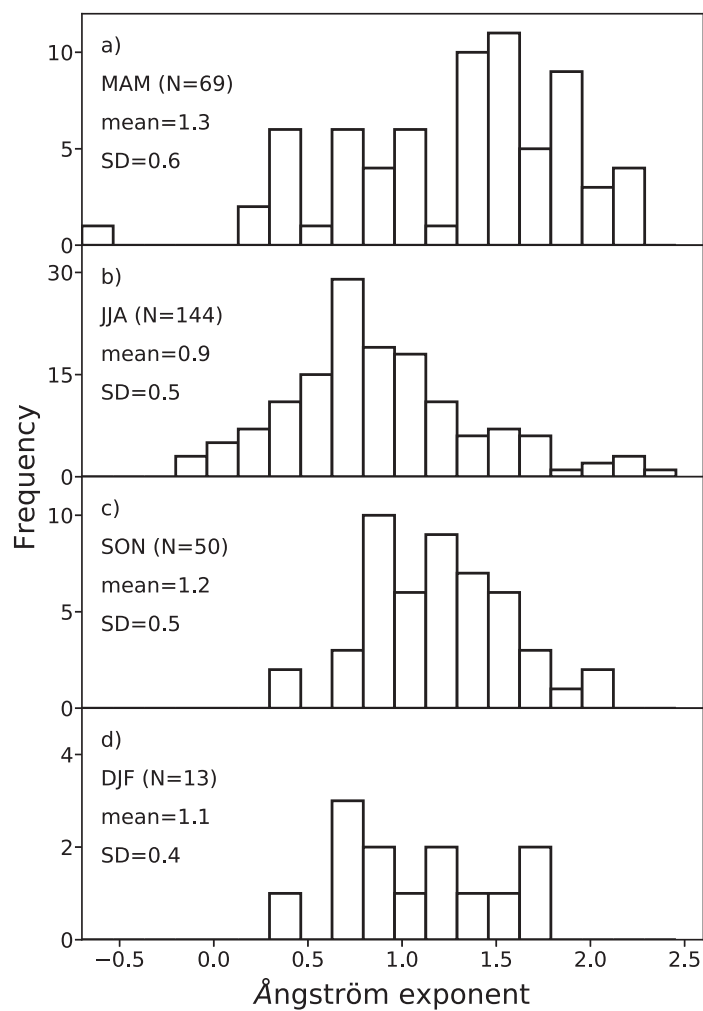 a)
MAM (N=69)
mean=1.3
SD=0.6
10
5
0
b)
JJA (N=144)
mean=0.9
SD=0.5
30
15
0
Frequency
c)
SON (N=50)
mean=1.2
SD=0.5
10
5
0
d)
DJF (N=13)
mean=1.1
SD=0.4
4
2
0
−0.5 0.0 0.5 1.0 1.5 2.0 2.5
Ångström exponent